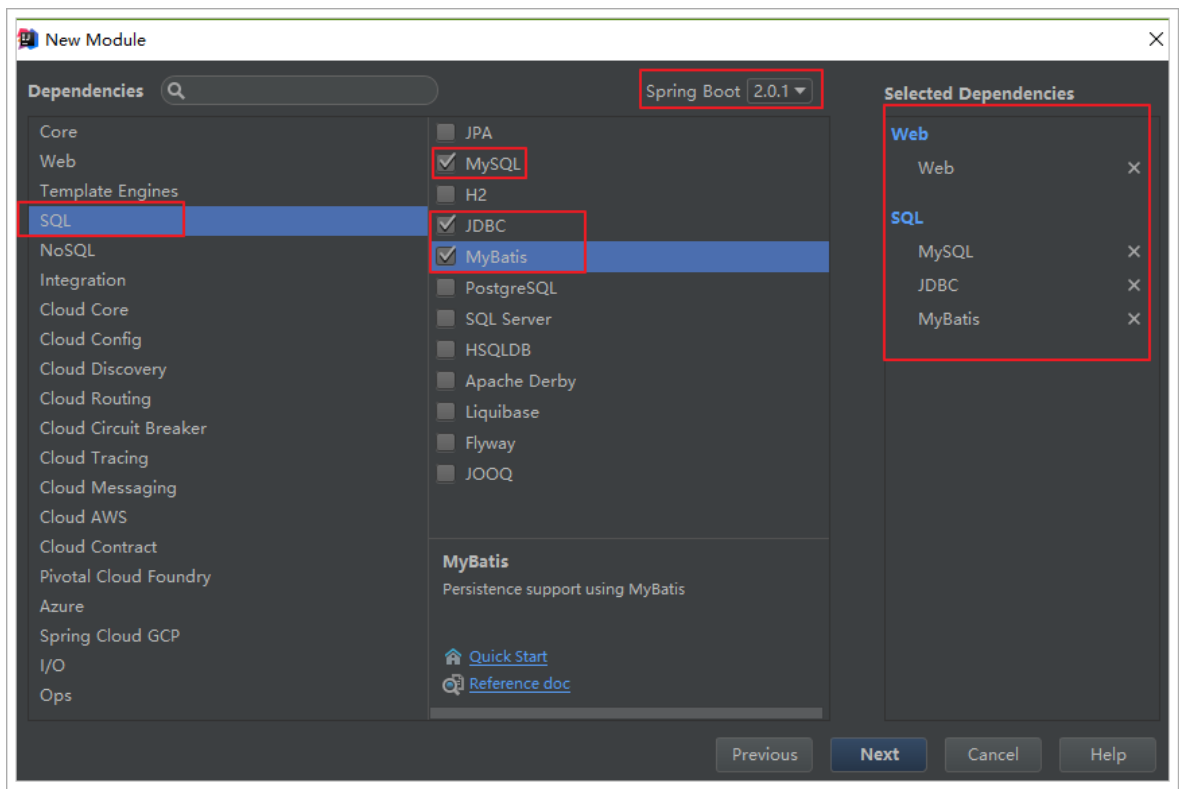 New Module
Dependencies
Spring Boot 2.0.1
Selected Dependencies
Core
Web
Template Engines
SQL
NoSQL
Integration
Cloud Core
Cloud Config
Cloud Discovery
Cloud Routing
Cloud Circuit Breaker
Cloud Tracing
Cloud Messaging
Cloud AWS
Cloud Contract
Pivotal Cloud Foundry
Azure
Spring Cloud GCP
I/O
Ops
JPA
MySQL
H2
JDBC
MyBatis
PostgreSQL
SQL Server
HSQLDB
Apache Derby
Liquibase
Flyway
JOOQ
MyBatis
Persistence support using MyBatis
Quick Start
Reference doc
Web
Web
SQL
MySQL
JDBC
MyBatis
Previous
Next
Cancel
Help